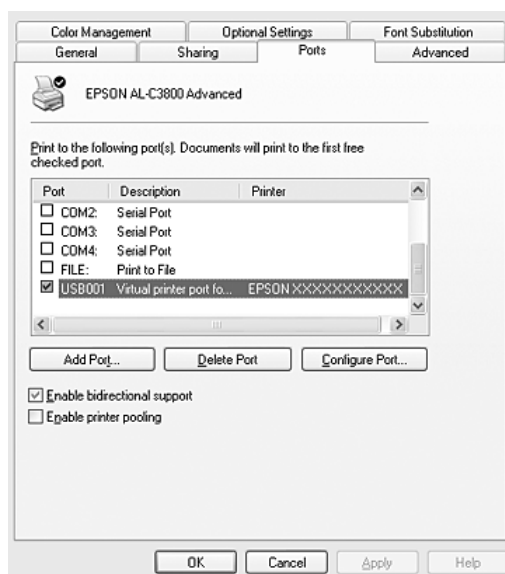 Color Management Optional Settings Font Substitution
General Sharing Ports Advanced
EPSON AL-C3800 Advanced
Print to the following port(s). Documents will print to the first free
checked port.
Port Description Printer
COM2: Serial Port
COM3: Serial Port
COM4: Serial Port
FILE: Print to File
USB001 Virtual printer port fo... EPSON XXXXXXXXXXX
Add Port... Delete Port Configure Port...
Enable bidirectional support
Enable printer pooling
OK Cancel Apply Help